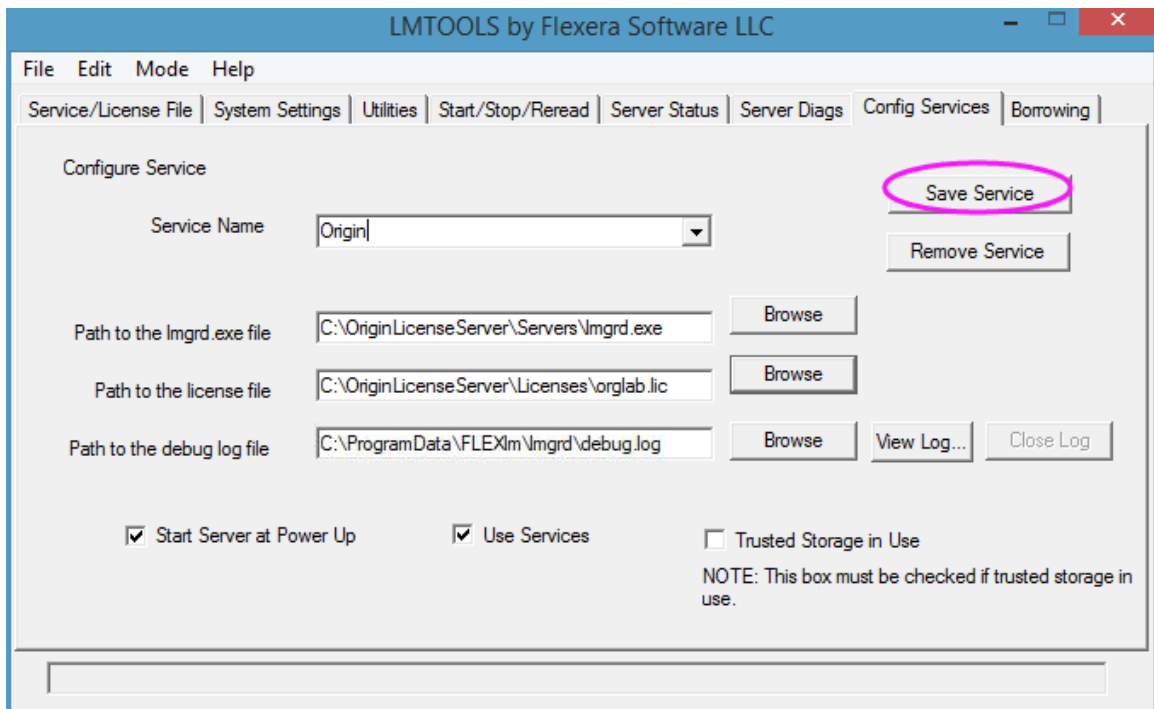 LMTOOLS by Flexera Software LLC
File Edit Mode Help
Service/License File System Settings Utilities Start/Stop/Reread Server Status Server Diags Config Services Borrowing
Configure Service
Save Service
Service Name Origin
Remove Service
Path to the lmgrd.exe file C:\OriginLicenseServer\Servers\lmgrd.exe Browse
Path to the license file C:\OriginLicenseServer\Licenses\orglab.lic Browse
Path to the debug log file C:\ProgramData\FLEXlm\lmgrd\debug.log Browse View Log... Close Log
Start Server at Power Up Use Services Trusted Storage in Use
NOTE: This box must be checked if trusted storage in
use.